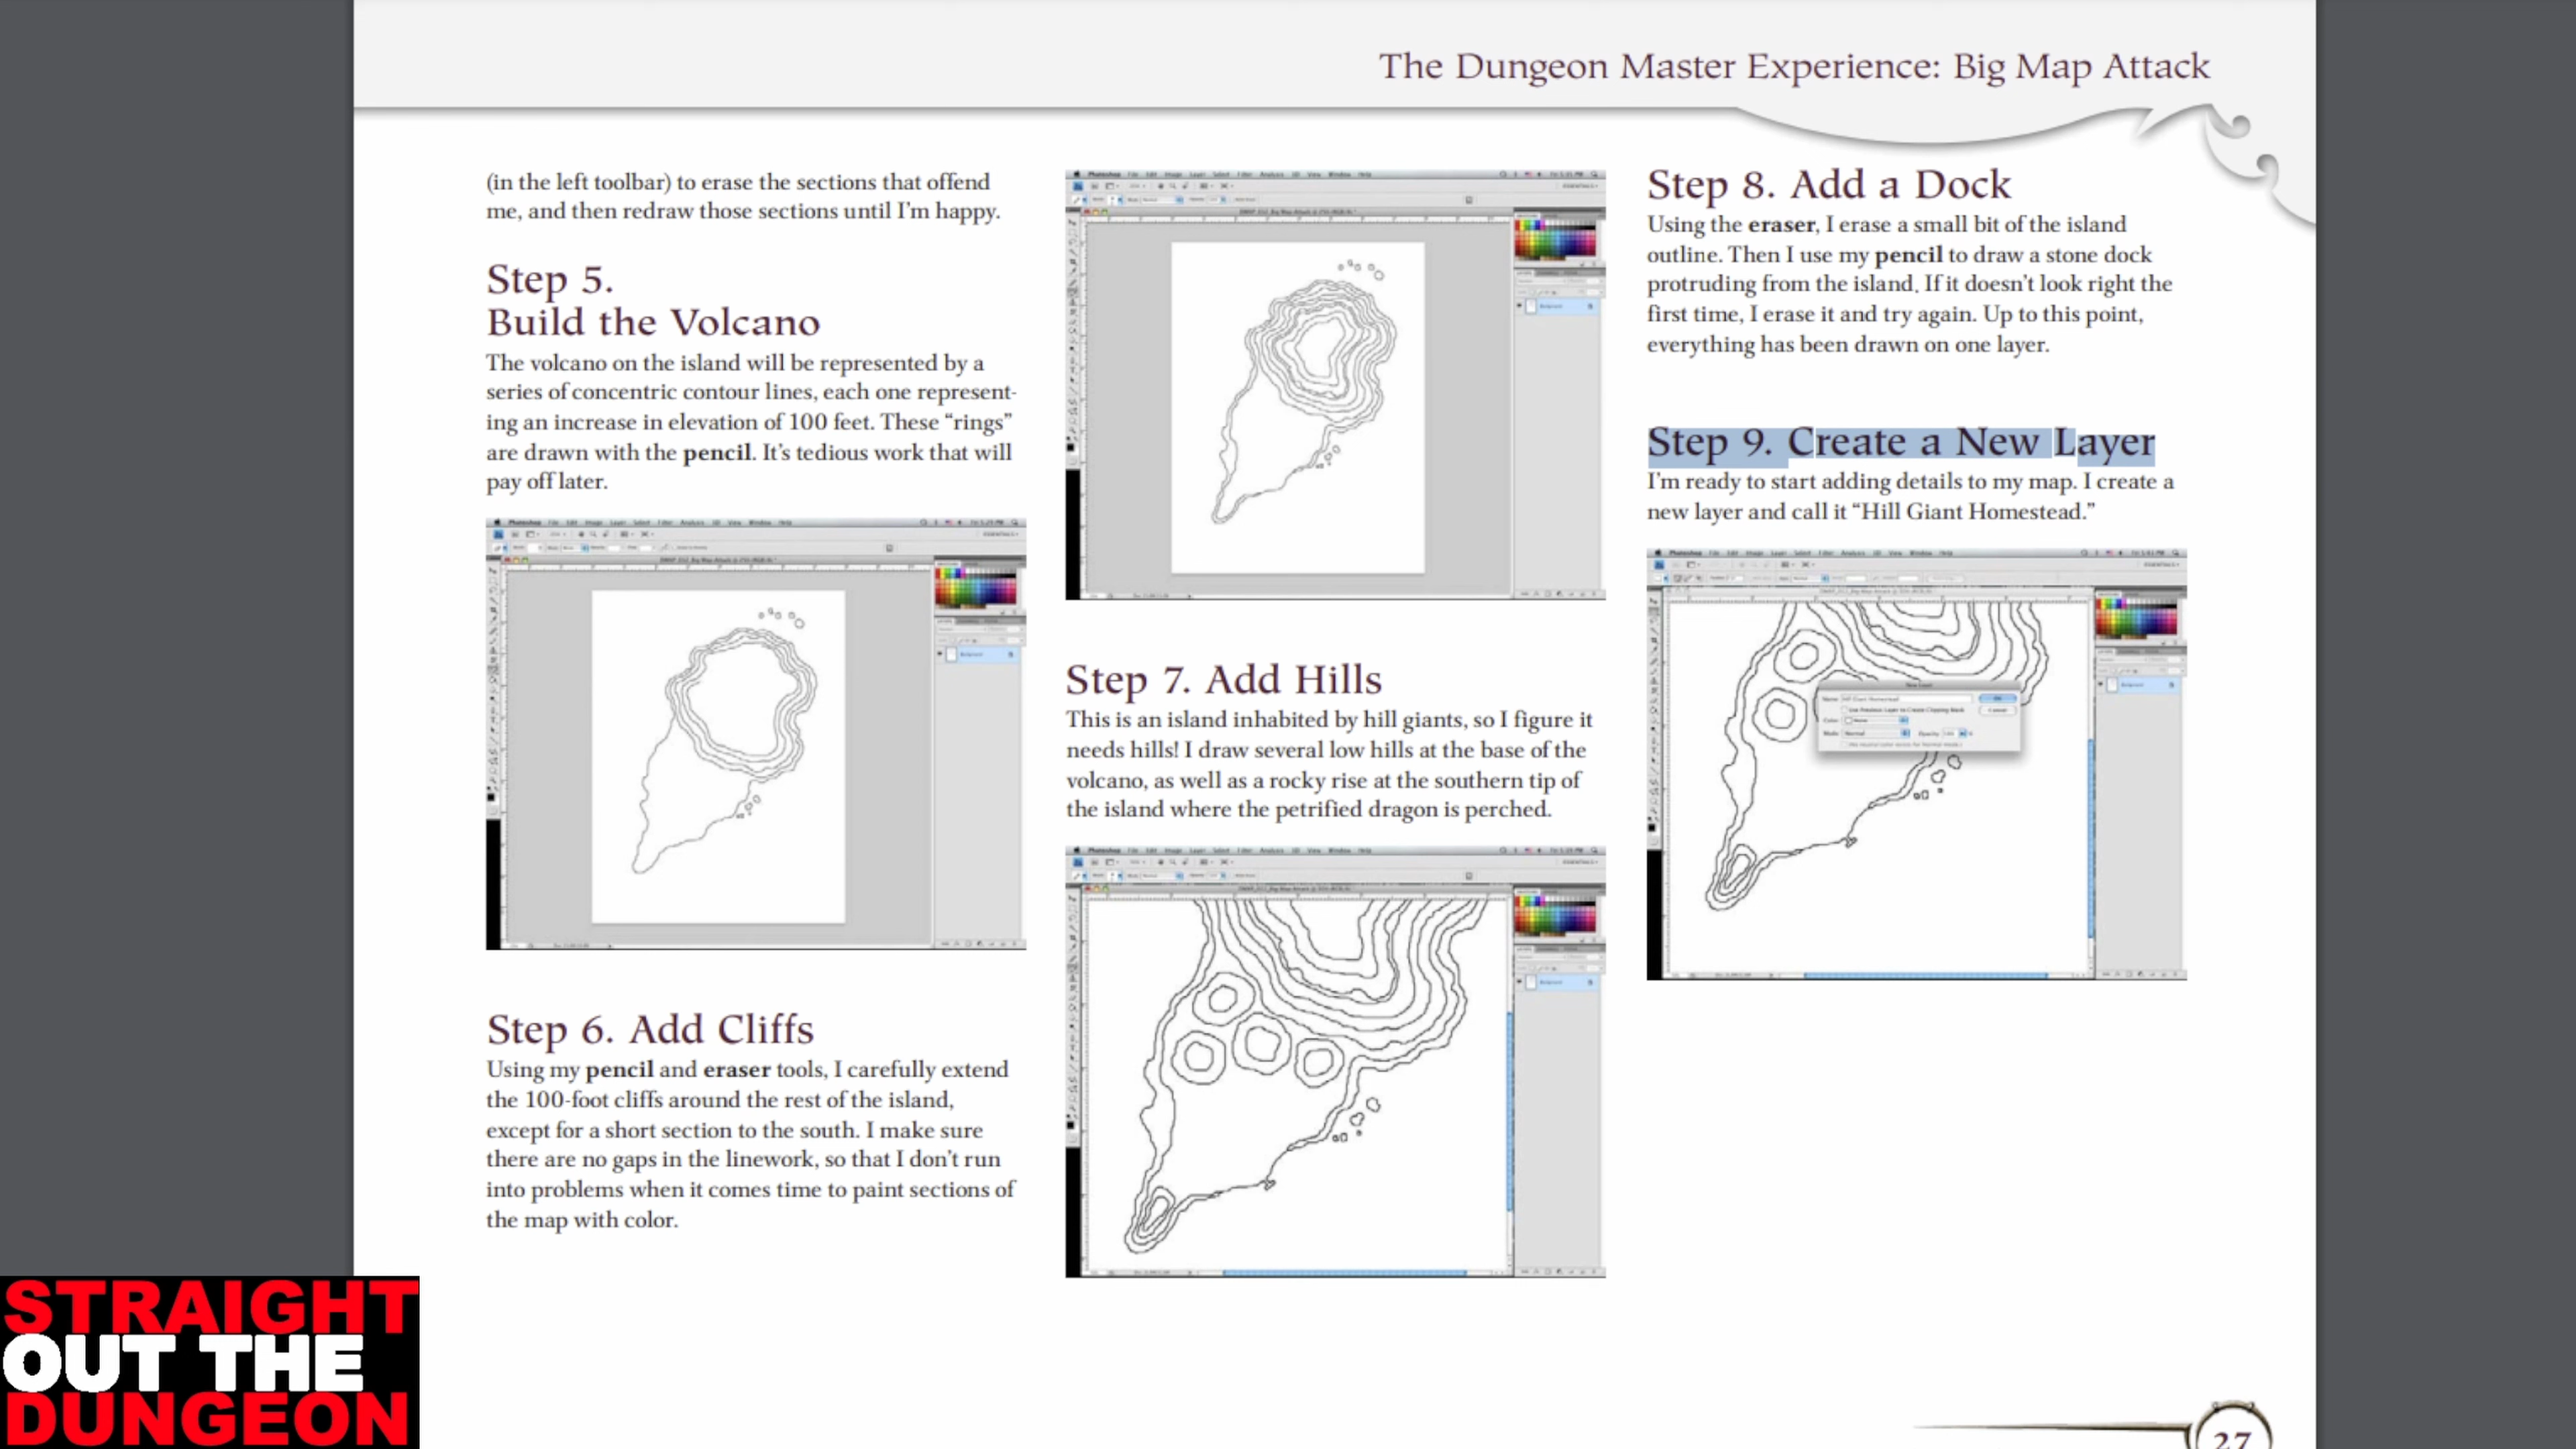 The Dungeon Master Experience: Big Map Attack
(in the left toolbar) to erase the sections that offend
me, and then redraw those sections until I'm happy.
Step 5.
Build the Volcano
The volcano on the island will be represented by a
series of concentric contour lines, each one represent-
ing an increase in elevation of 100 feet. These “rings”
are drawn with the pencil. It's tedious work that will
pay off later.
Step 6. Add Cliffs
Using my pencil and eraser tools, I carefully extend
the 100-foot cliffs around the rest of the island,
except for a short section to the south. I make sure
there are no gaps in the linework, so that I don't run
into problems when it comes time to paint sections of
the map with color.
Step 7. Add Hills
This is an island inhabited by hill giants, so I figure it
needs hills! I draw several low hills at the base of the
volcano, as well as a rocky rise at the southern tip of
the island where the petrified dragon is perched.
Step 8. Add a Dock
Using the eraser, I erase a small bit of the island
outline. Then I use my pencil to draw a stone dock
protruding from the island. If it doesn't look right the
first time, I erase it and try again. Up to this point,
everything has been drawn on one layer.
Step 9. Create a New Layer
I'm ready to start adding details to my map. I create a
new layer and call it “Hill Giant Homestead.”
STRAIGHT
OUT THE
DUNGEON
27